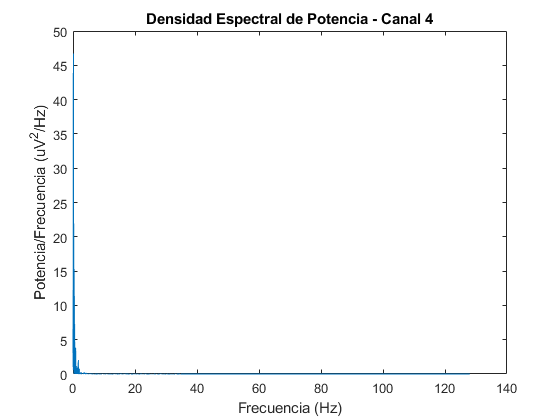 Densidad Espectral de Potencia - Canal 4
Potencia/Frecuencia (uV²/Hz)
50
45
40
35
30
25
20
15
10
5
0
0 20 40 60 80 100 120 140
Frecuencia (Hz)